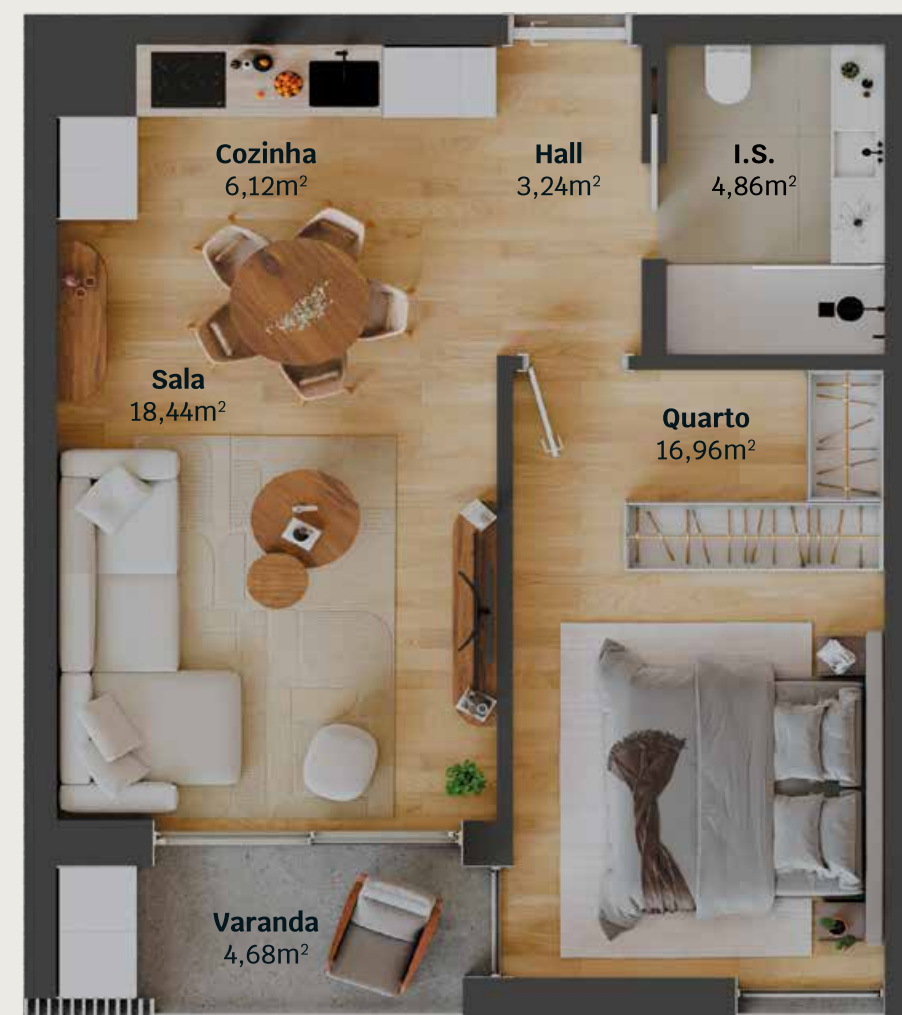 Cozinha
6,12m²
Hall
3,24m²
I.S.
4,86m²
Sala
18,44m²
Quarto
16,96m²
Varanda
4,68m²